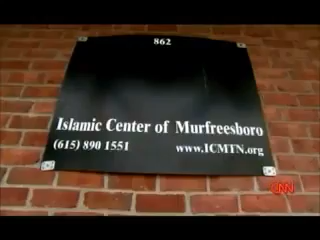 862
Islamic Center of Murfreesboro
(615) 890 1551 www.ICMTN.org
CNN